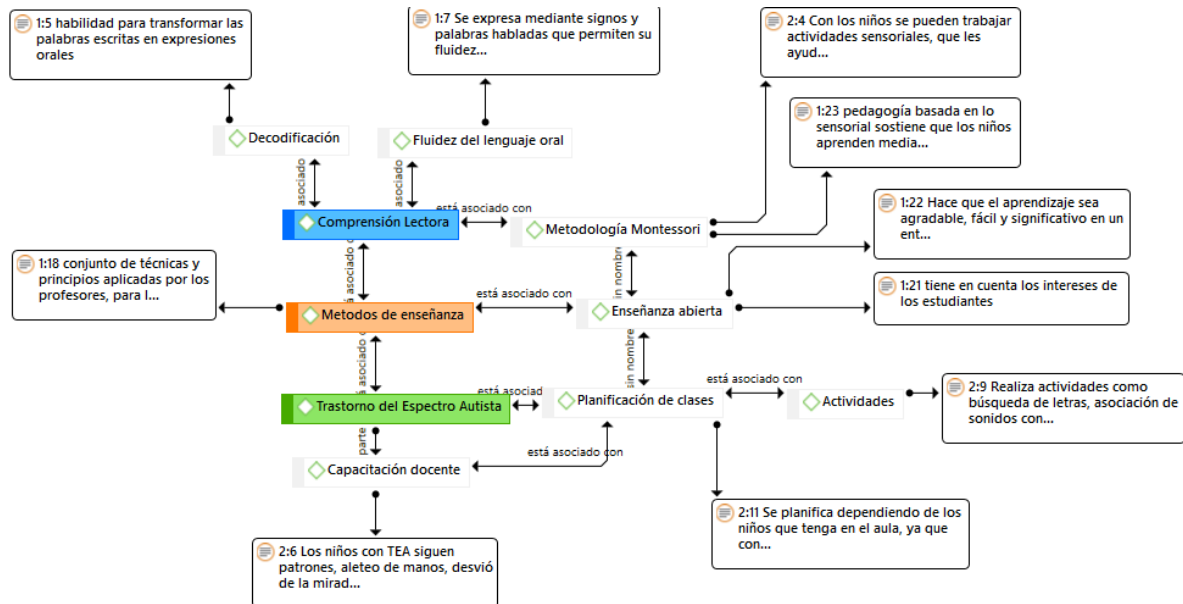 1:5 habilidad para transformar las
palabras escritas en expresiones
orales
1:7 Se expresa mediante signos y
palabras habladas que permiten su
fluidez...
2:4 Con los niños se pueden trabajar
actividades sensoriales, que les
ayud...
1:23 pedagogía basada en lo
sensorial sostiene que los niños
aprenden media...
Decodificación
Fluidez del lenguaje oral
asociado
asociado
está asociado con
1:22 Hace que el aprendizaje sea
agradable, fácil y significativo en un
ent...
Comprensión Lectora
Metodología Montessori
1:18 conjunto de técnicas y
principios aplicadas por los
profesores, para l...
asociado
sin nombre
1:21 tiene en cuenta los intereses de
los estudiantes
está asociado con
Metodos de enseñanza
Enseñanza abierta
asociado
sin nombre
2:9 Realiza actividades como
búsqueda de letras, asociación de
sonidos con...
está asociad
está asociado con
Trastorno del Espectro Autista
Planificación de clases
Actividades
parte
está asociado con
Capacitación docente
2:11 Se planifica dependiendo de los
niños que tenga en el aula, ya que
con...
2:6 Los niños con TEA siguen
patrones, aleteo de manos, desvió
de la mirad...